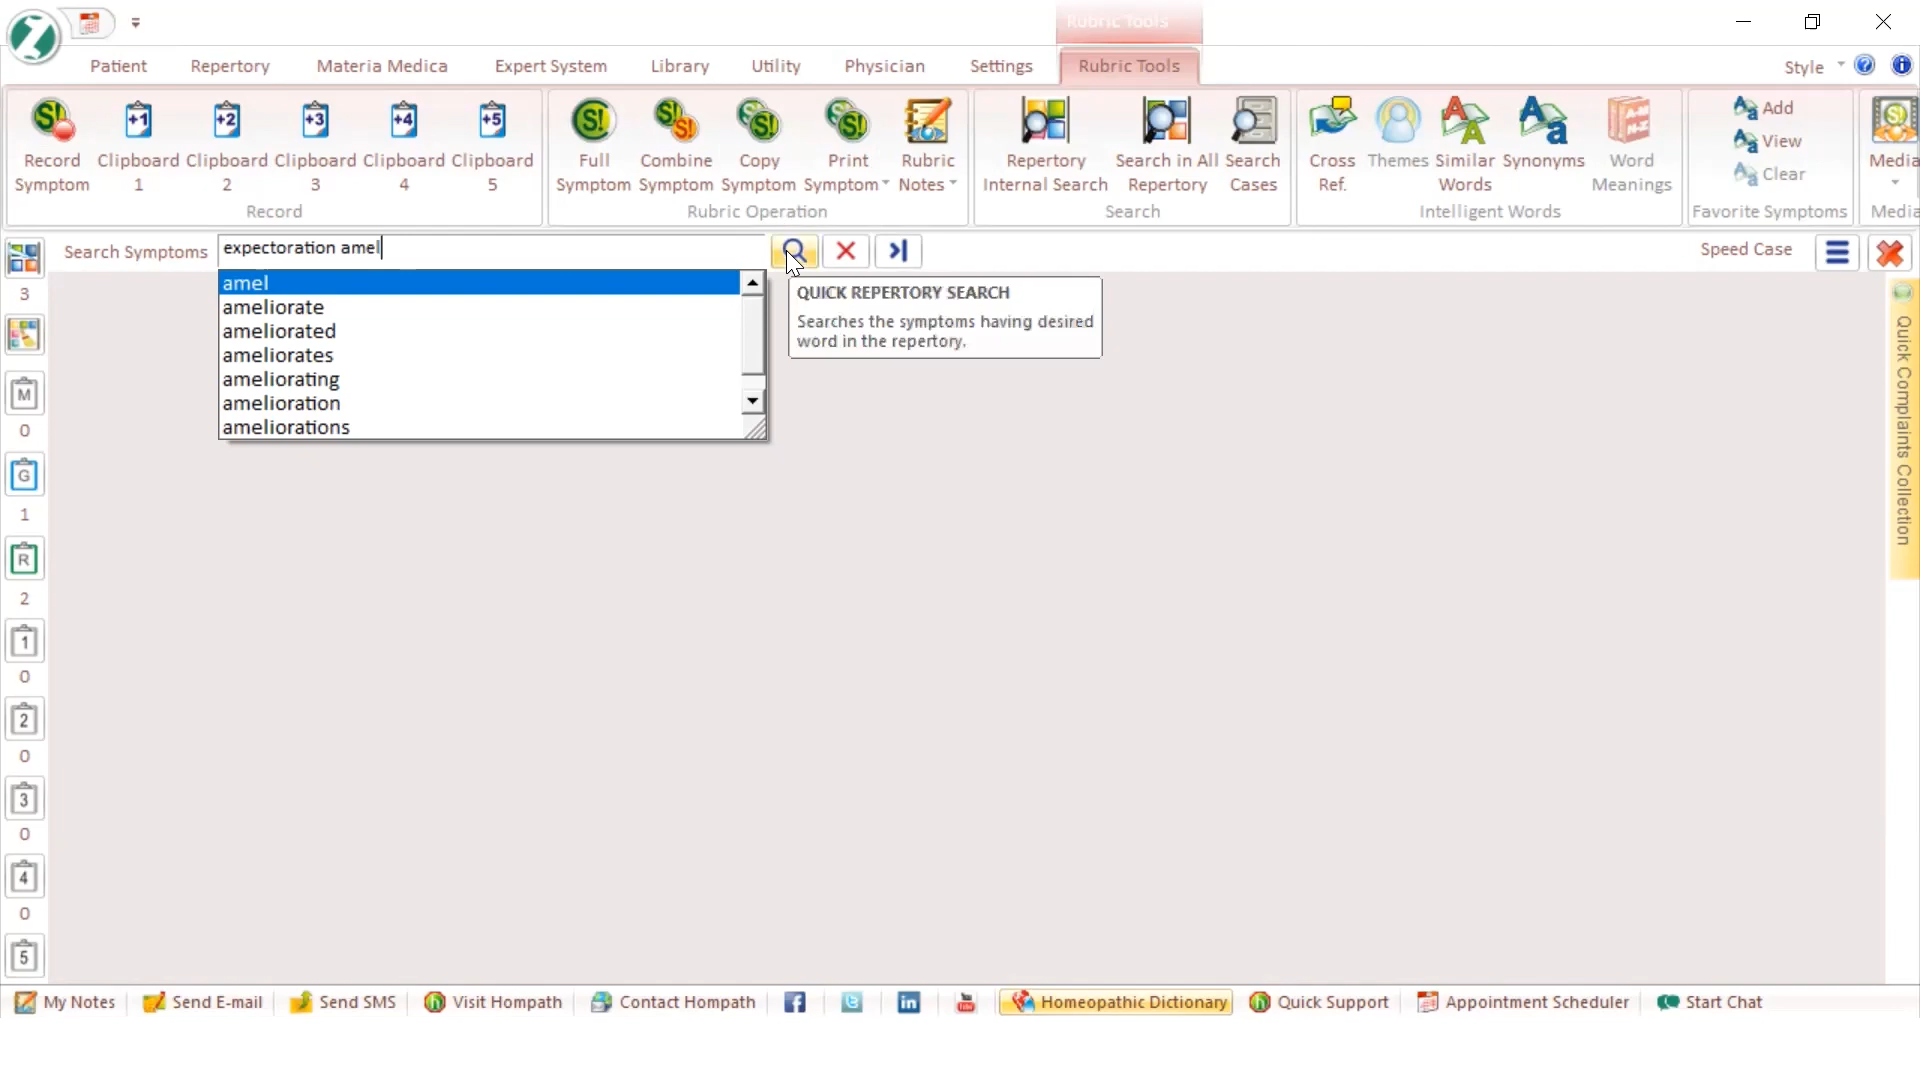 Rubric Tools
Patient Repertory Materia Medica Expert System Library Utility Physician Settings Rubric Tools Style
Record Symptom
Clipboard 1
Clipboard 2
Clipboard 3
Clipboard 4
Clipboard 5
Record
Full Symptom
Combine Symptom
Copy Symptom
Print Symptom
Rubric Notes
Rubric Operation
Repertory Internal Search
Search in All Repertory
Search Cases
Search
Cross Ref.
Themes
Similar Words
Synonyms
Word Meanings
Intelligent Words
Add
View
Clear
Favorite Symptoms
Media
Media
Search Symptoms expectoration amel Speed Case
amel
ameliorate
ameliorated
ameliorates
ameliorating
amelioration
ameliorations
QUICK REPERTORY SEARCH
Searches the symptoms having desired
word in the repertory.
3
M
0
G
1
R
2
1
0
2
0
3
0
4
0
5
Quick Complaints Collection
My Notes Send E-mail Send SMS Visit Hompath Contact Hompath Homeopathic Dictionary Quick Support Appointment Scheduler Start Chat